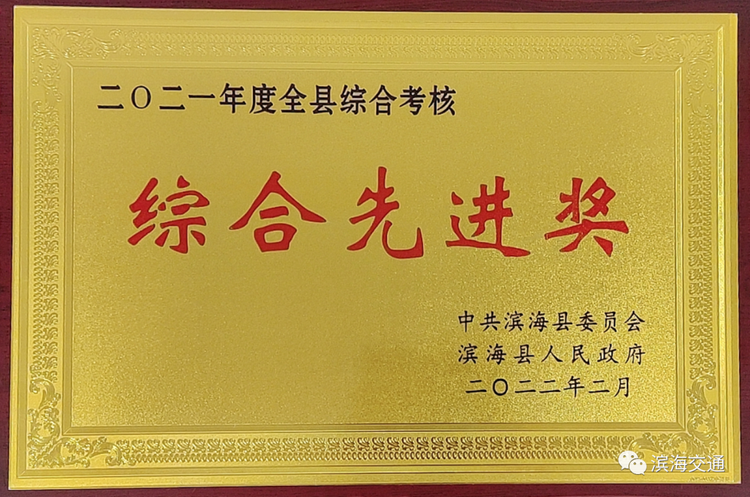 二〇二一年度全县综合考核
综合先进奖
中共滨海县委员会
滨海县人民政府
二〇二二年二月
滨海交通